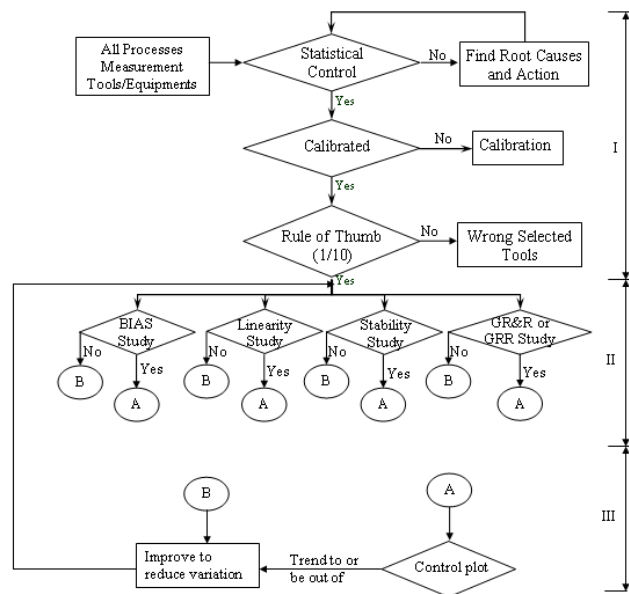 All Processes
Measurement
Tools/Equipments
Statistical
Control
No
Find Root Causes
and Action
Yes
Calibrated
No
Calibration
I
Yes
Rule of Thumb
(1/10)
No
Wrong Selected
Tools
Yes
BIAS
Study
Linearity
Study
Stability
Study
GR&R or
GRR Study
No
Yes
No
Yes
No
Yes
No
Yes
II
B
A
B
A
B
A
B
A
B
A
III
Improve to
reduce variation
Trend to or
be out of
Control plot